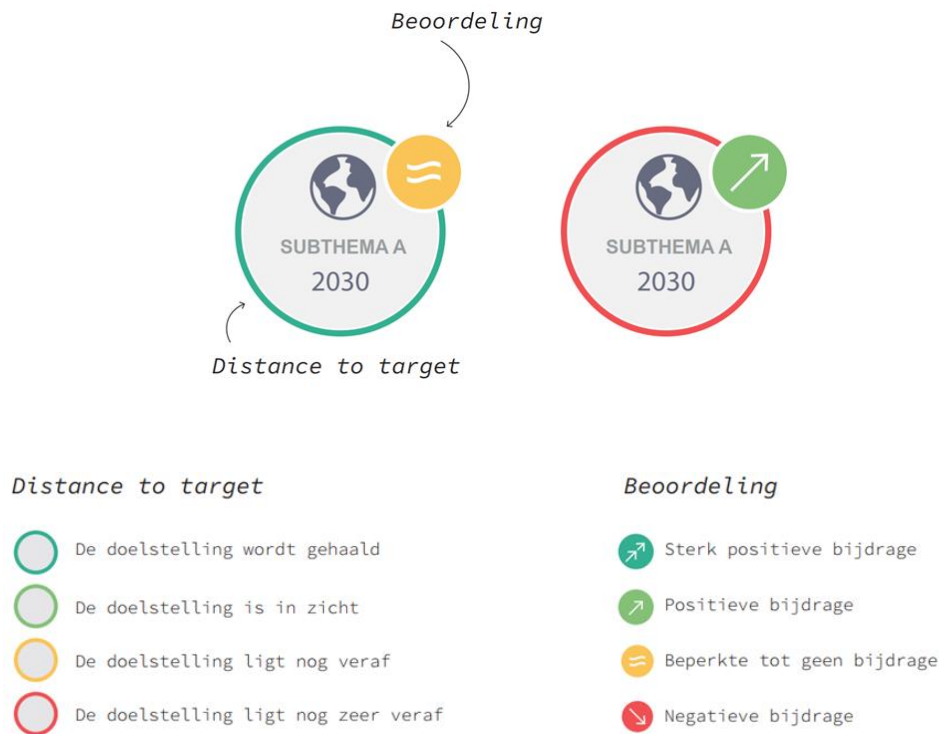 Beoordeling
SUBTHEMA A
2030
SUBTHEMA A
2030
Distance to target
Distance to target
De doelstelling wordt gehaald
De doelstelling is in zicht
De doelstelling ligt nog veraf
De doelstelling ligt nog zeer veraf
Beoordeling
Sterk positieve bijdrage
Positieve bijdrage
Beperkte tot geen bijdrage
Negatieve bijdrage